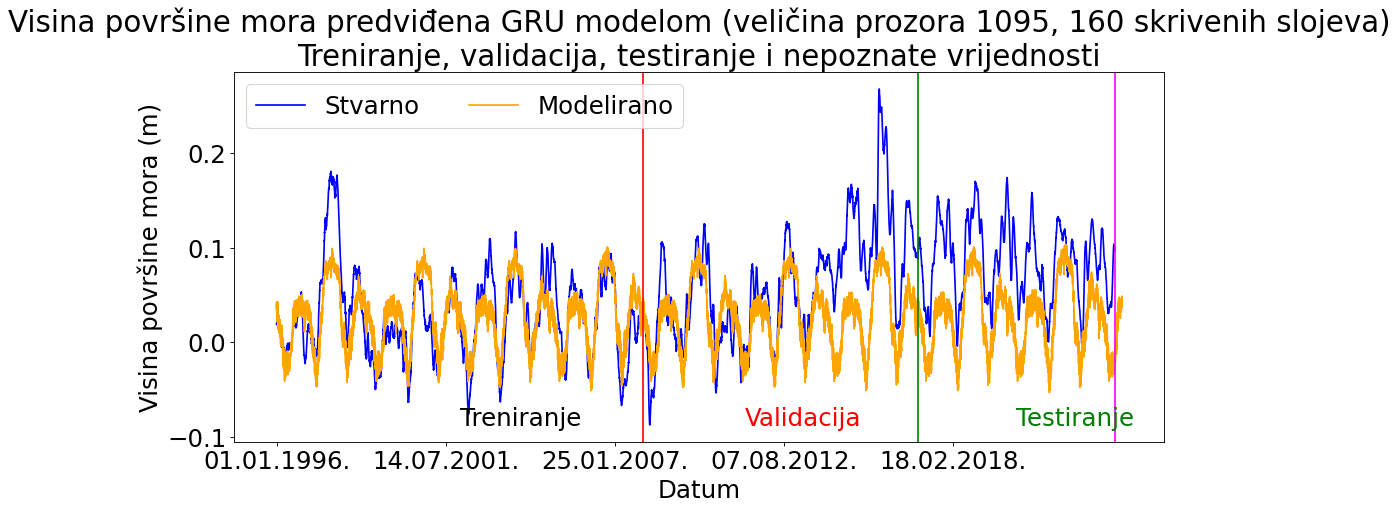 Visina površine mora predviđena GRU modelom (veličina prozora 1095, 160 skrivenih slojeva)
Treniranje, validacija, testiranje i nepoznate vrijednosti
Stvarno Modelirano
Visina površine mora (m)
0.2
0.1
0.0
−0.1
Treniranje Validacija Testiranje
01.01.1996. 14.07.2001. 25.01.2007. 07.08.2012. 18.02.2018.
Datum